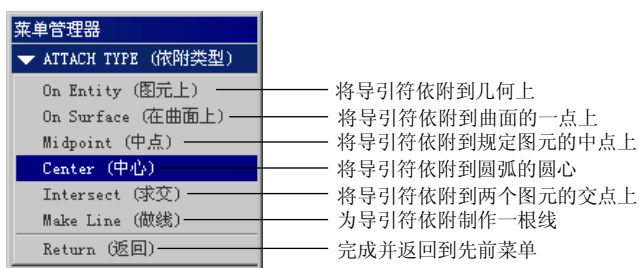 菜单管理器
ATTACH TYPE (依附类型)
On Entity (图元上) 将导引符依附到几何上
On Surface (在曲面上) 将导引符依附到曲面的一点上
Midpoint (中点) 将导引符依附到规定图元的中点上
Center (中心) 将导引符依附到圆弧的圆心
Intersect (求交) 将导引符依附到两个图元的交点上
Make Line (做线) 为导引符依附制作一根线
Return (返回) 完成并返回到先前菜单